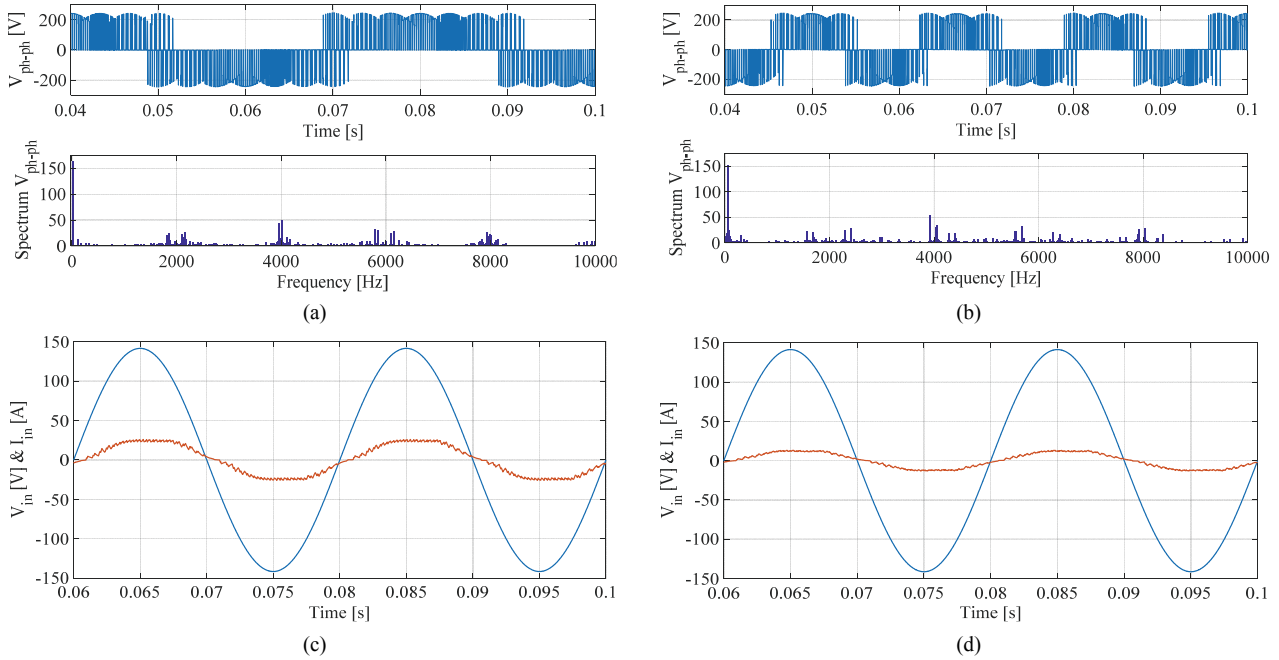 V_ph-ph [V]
200
0
-200
0.04 0.05 0.06 0.07 0.08 0.09 0.1
Time [s]
Spectrum V_ph-ph
150
100
50
0
0 2000 4000 6000 8000 10000
Frequency [Hz]
(a)
V_ph-ph [V]
200
0
-200
0.04 0.05 0.06 0.07 0.08 0.09 0.1
Time [s]
Spectrum V_ph-ph
150
100
50
0
0 2000 4000 6000 8000 10000
Frequency [Hz]
(b)
V_in [V] & I_in [A]
150
100
50
0
-50
-100
-150
0.06 0.065 0.07 0.075 0.08 0.085 0.09 0.095 0.1
Time [s]
(c)
V_in [V] & I_in [A]
150
100
50
0
-50
-100
-150
0.06 0.065 0.07 0.075 0.08 0.085 0.09 0.095 0.1
Time [s]
(d)